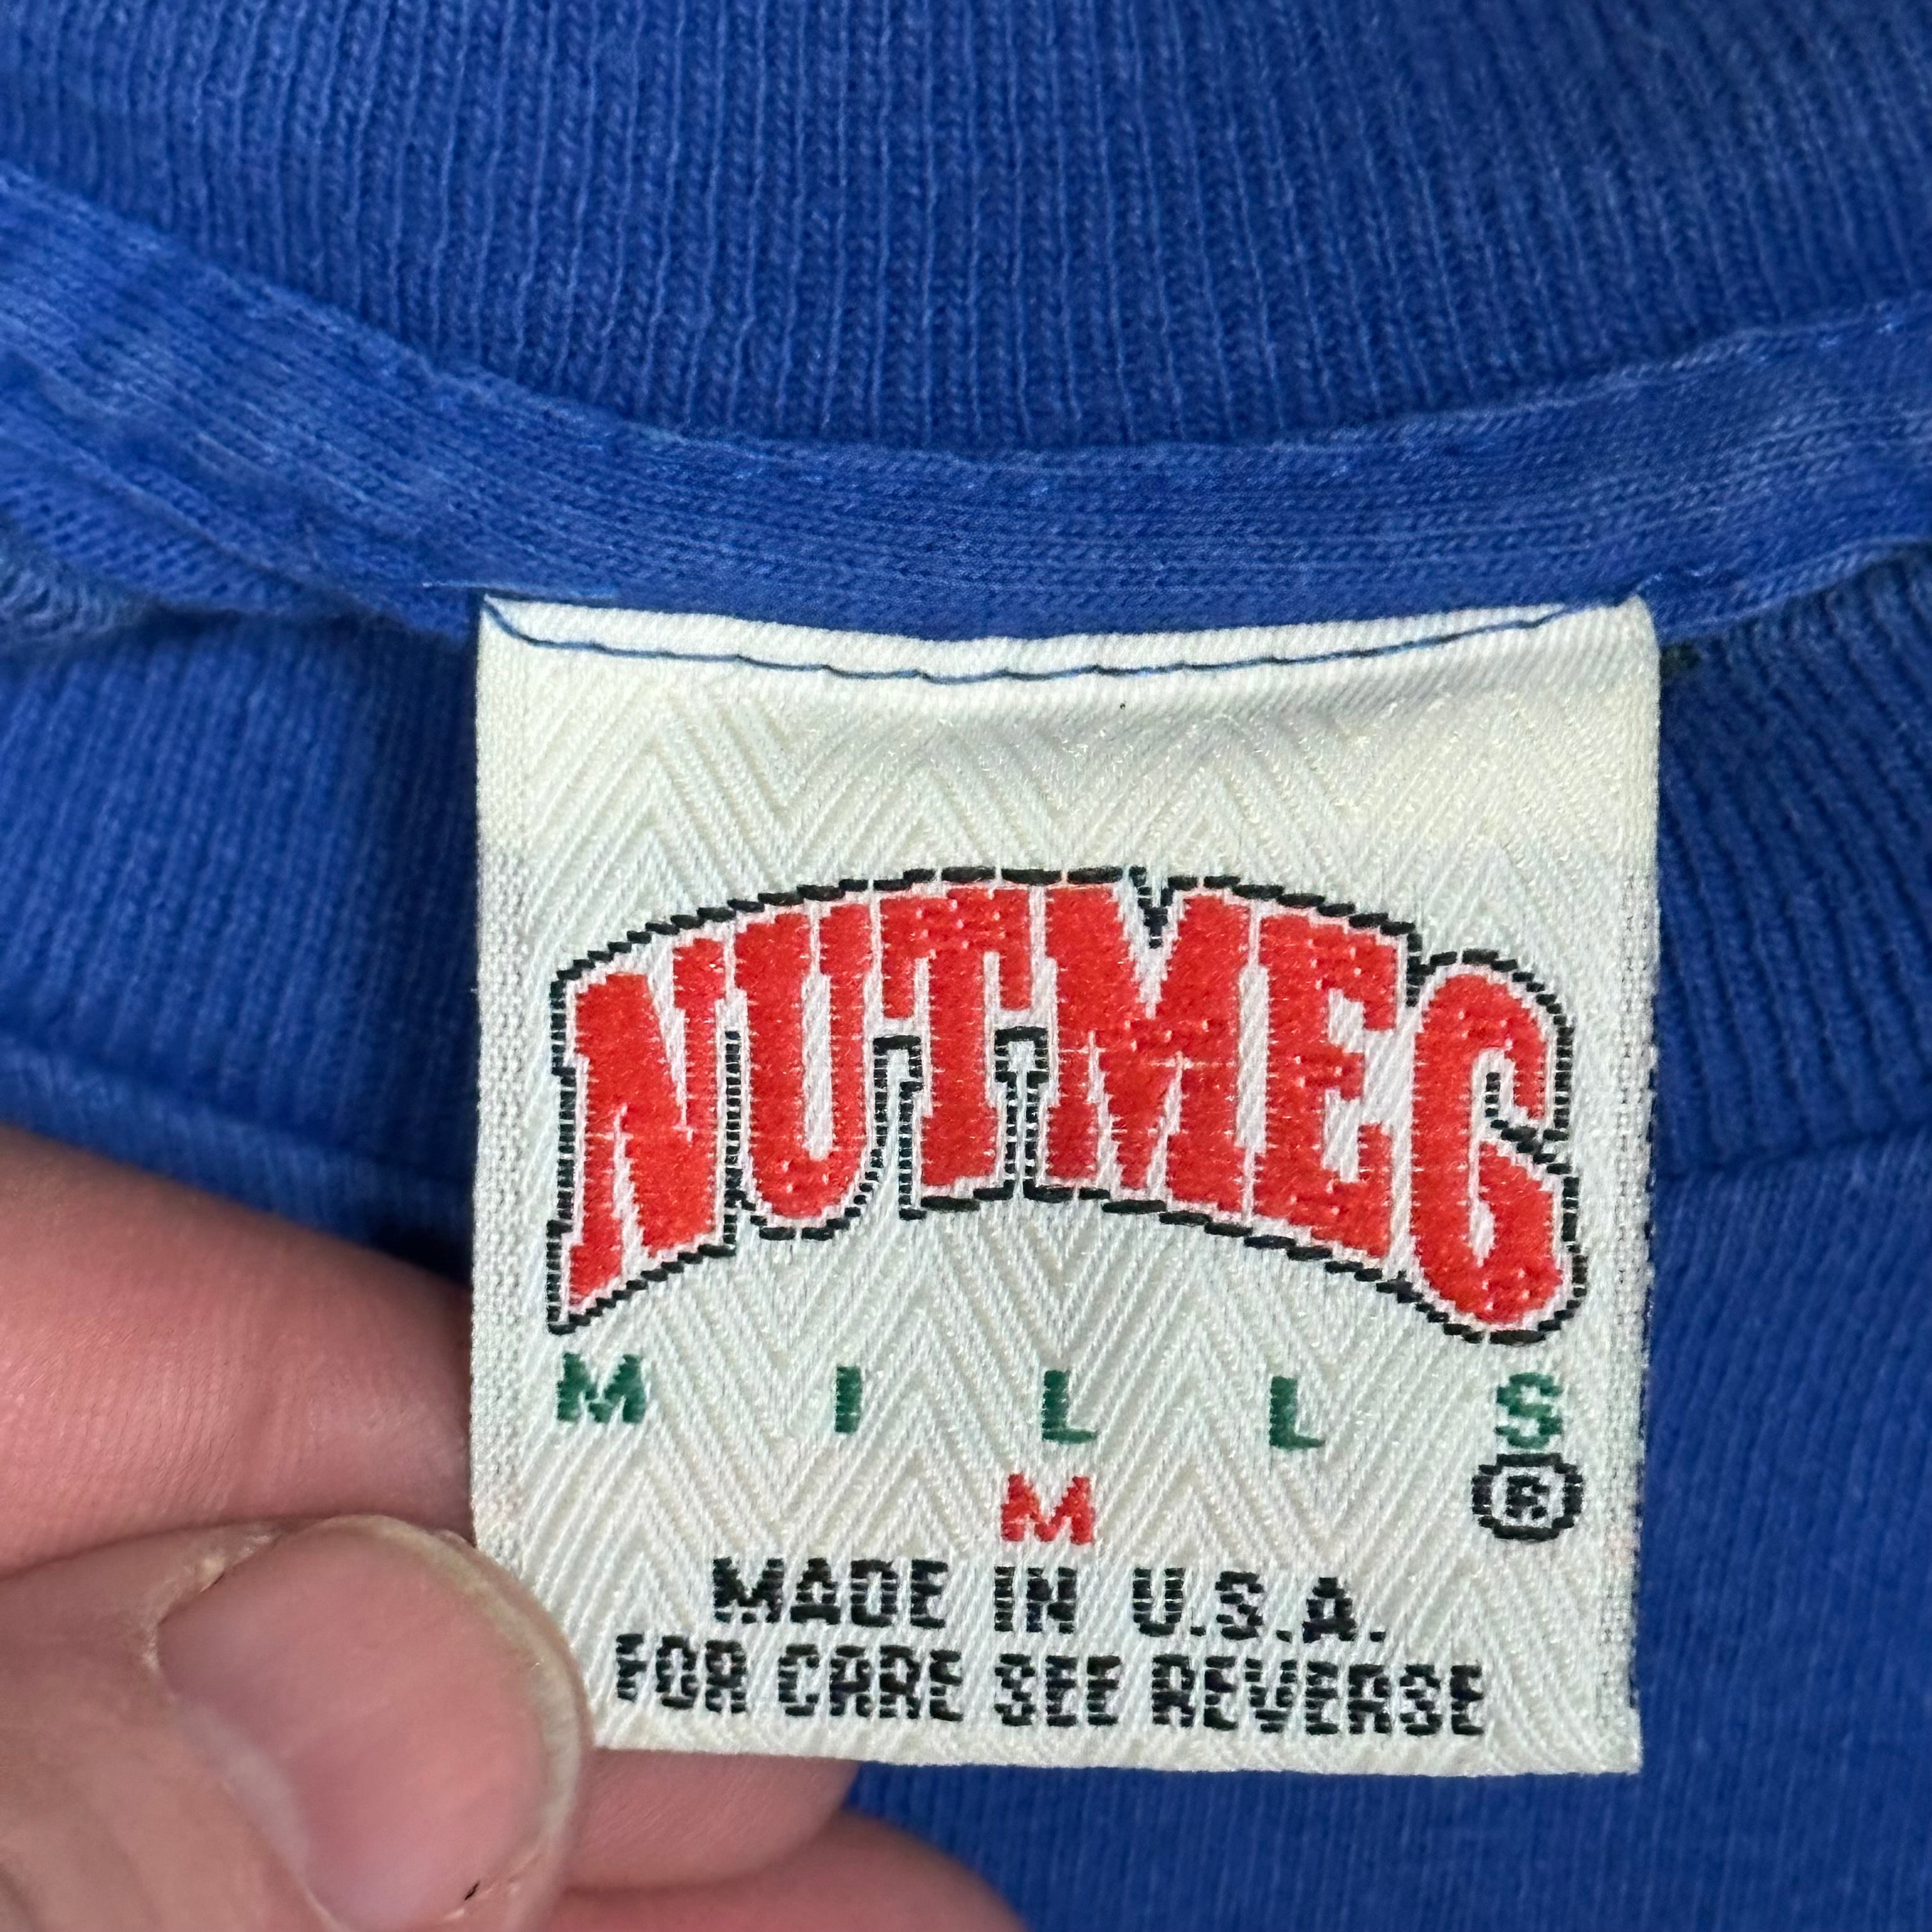 NUTMEG
MILLS
®
M
MADE IN U.S.A.
FOR CARE SEE REVERSE